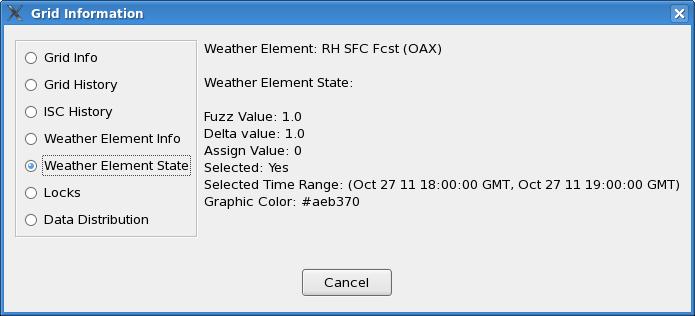 Grid Information
Grid Info
Grid History
ISC History
Weather Element Info
Weather Element State
Locks
Data Distribution
Weather Element: RH SFC Fcst (OAX)
Weather Element State:
Fuzz Value: 1.0
Delta value: 1.0
Assign Value: 0
Selected: Yes
Selected Time Range: (Oct 27 11 18:00:00 GMT, Oct 27 11 19:00:00 GMT)
Graphic Color: #aeb370
Cancel